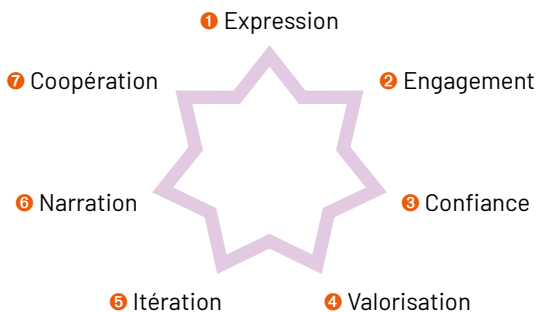 ❶ Expression
❷ Engagement
❸ Confiance
❹ Valorisation
❺ Itération
❻ Narration
❼ Coopération